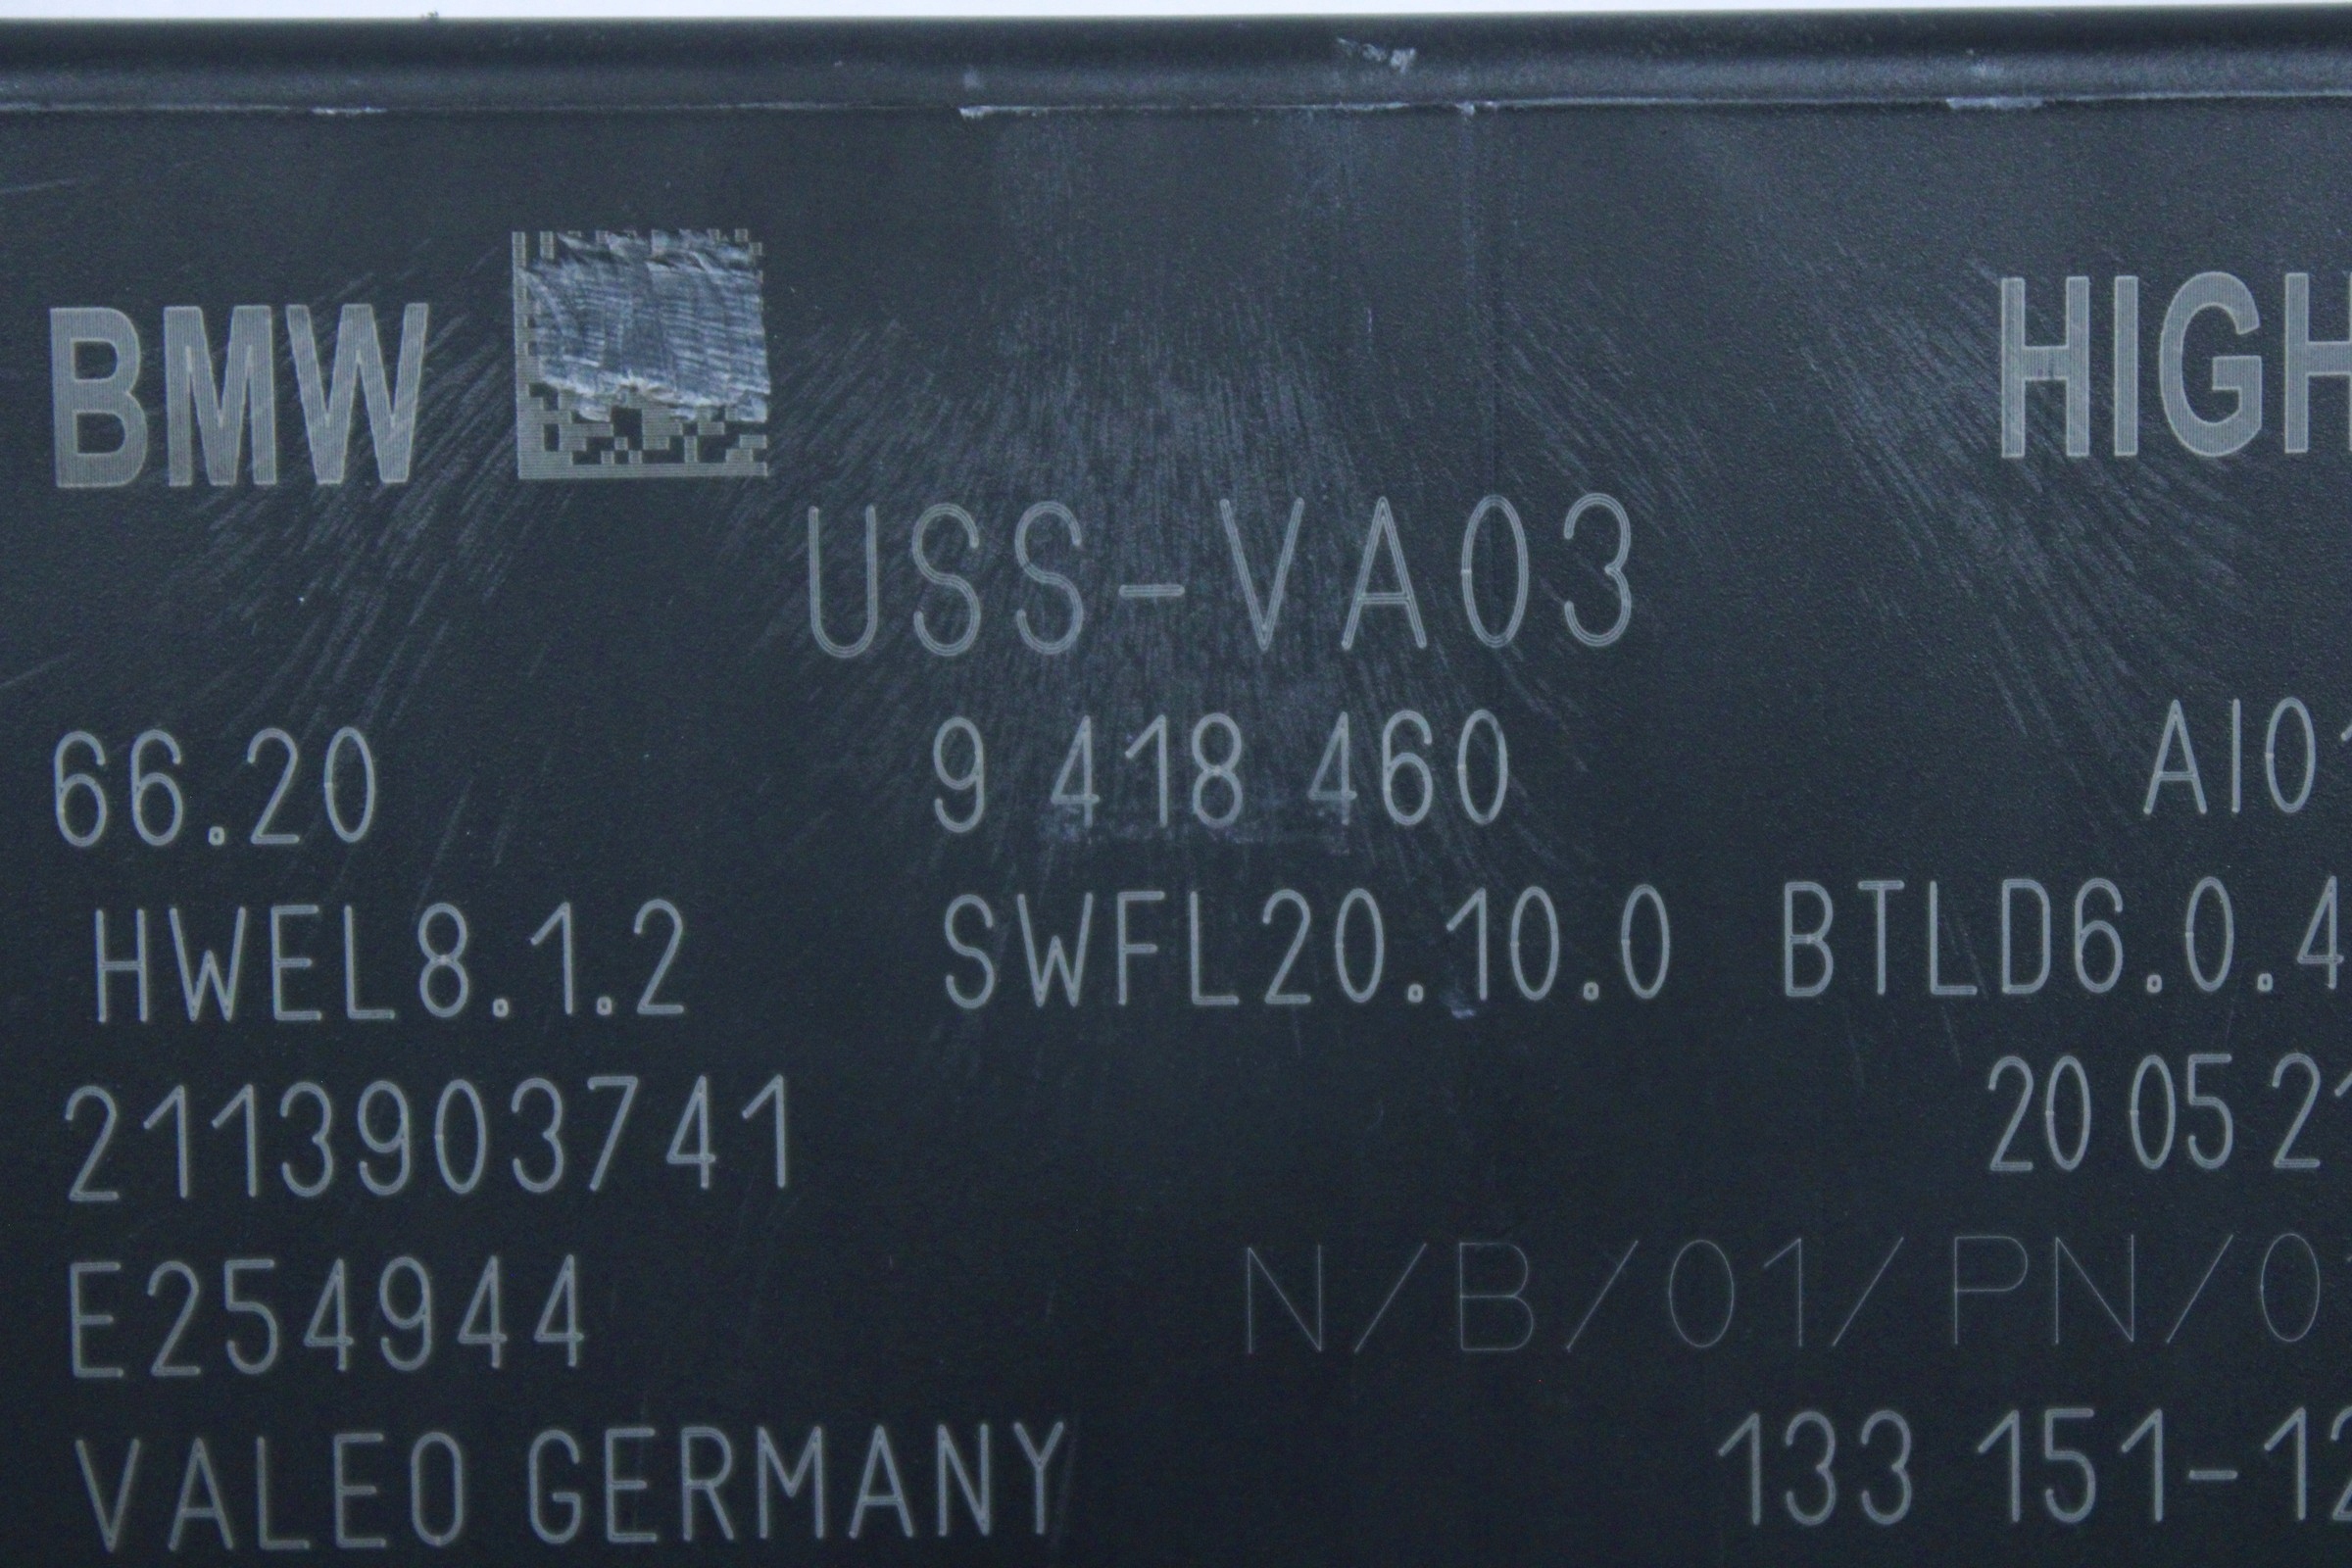 BMW HIGH
USS-VA03
66.20 9 418 460 AI01
HWEL8.1.2 SWFL20.10.0 BTLD6.0.4
2113903741 20 05 21
E254944 N/B/01/PN/0
VALEO GERMANY 133 151-12